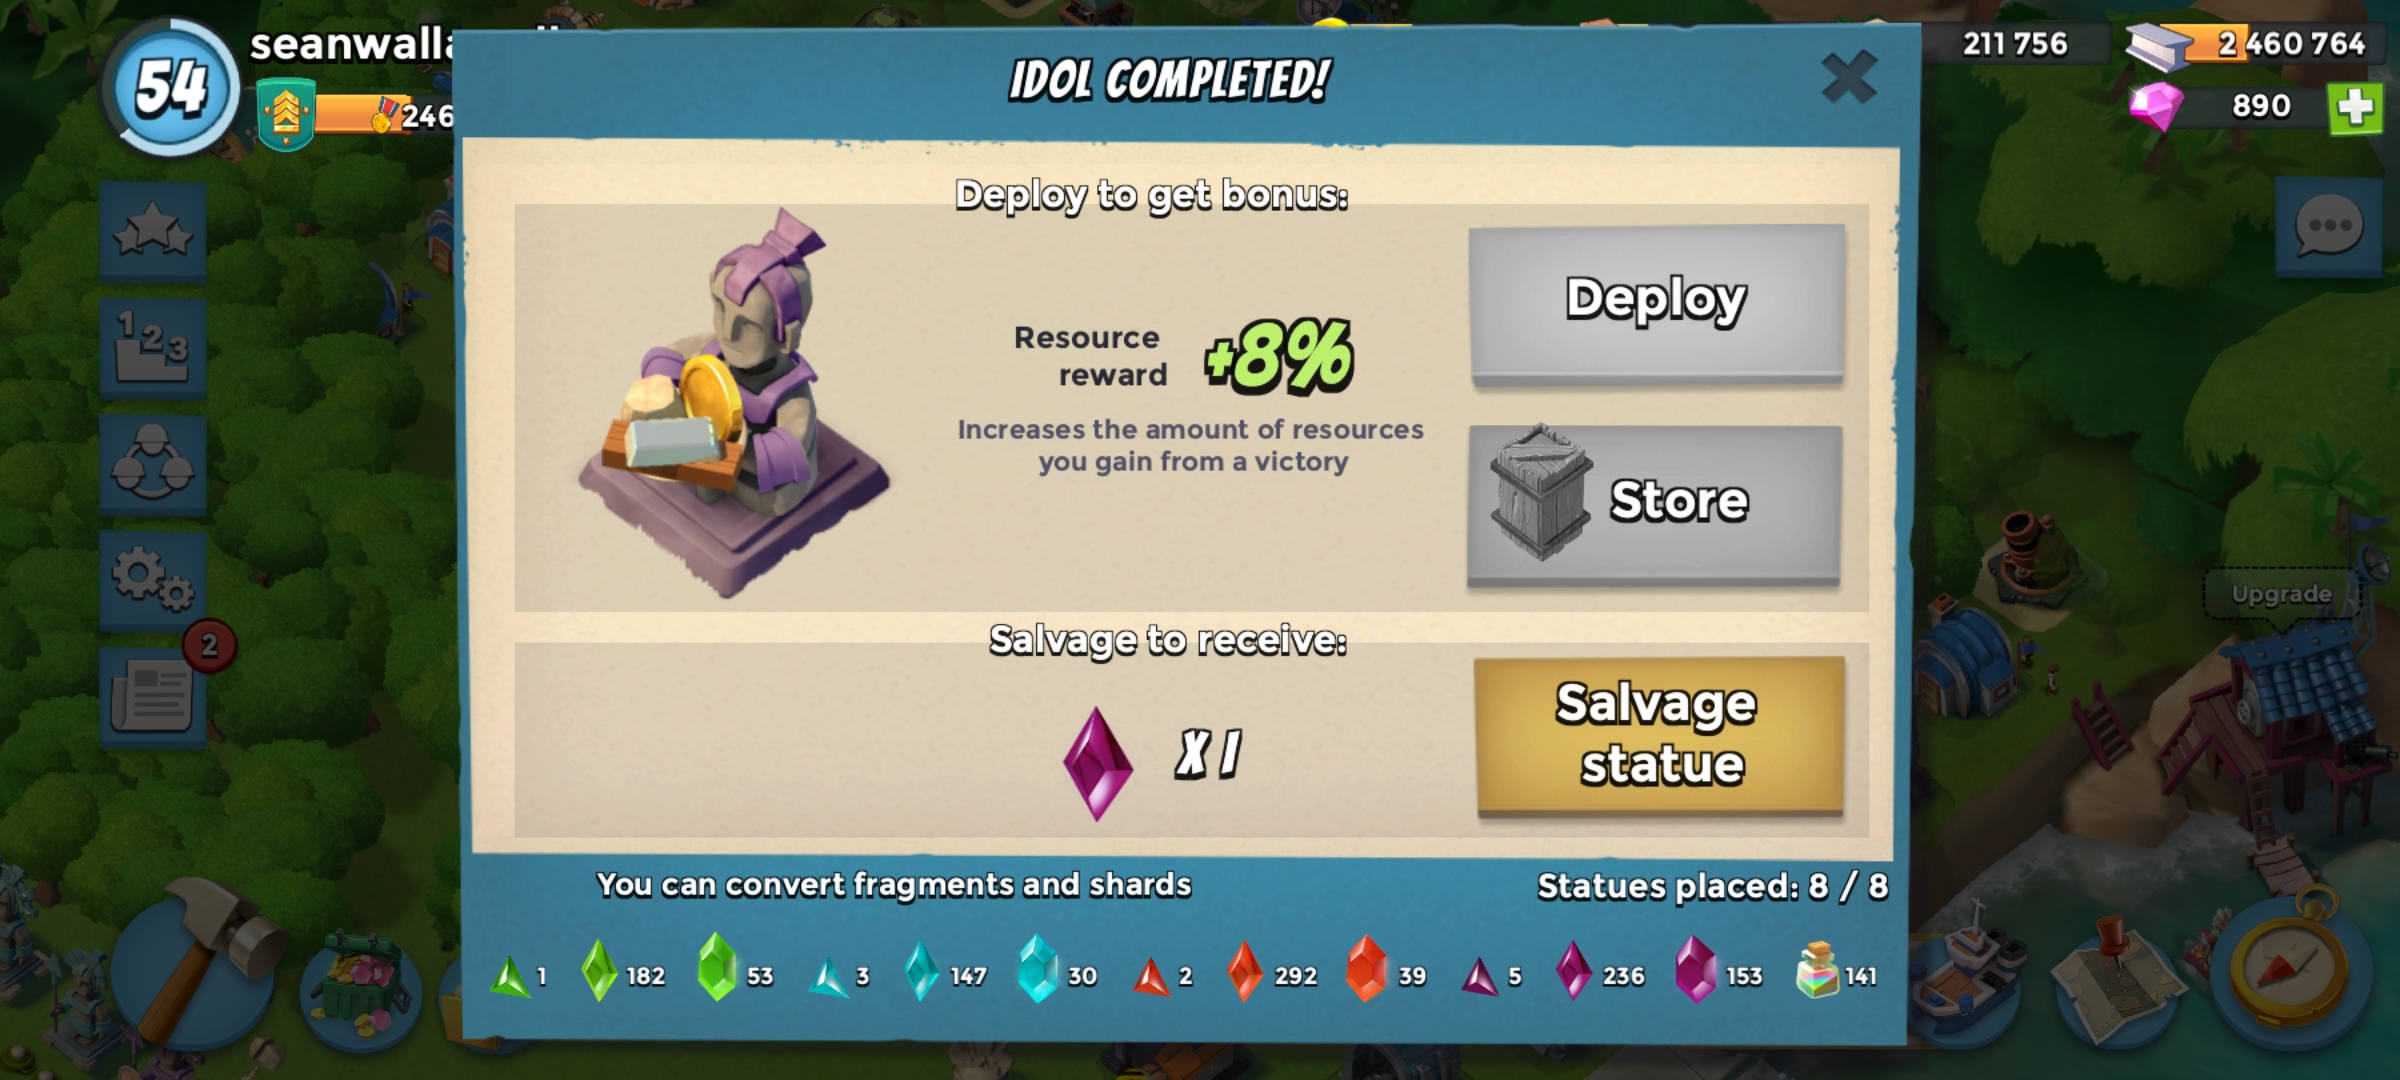 54
211 756
2 460 764
246
890
IDOL COMPLETED!
Deploy to get bonus:
Deploy
Resource
reward
+8%
Increases the amount of resources
you gain from a victory
Store
1 2 3
Upgrade
Salvage to receive:
2
Salvage
statue
X 1
You can convert fragments and shards
Statues placed: 8 / 8
1
182
53
3
147
30
2
292
39
5
236
153
141